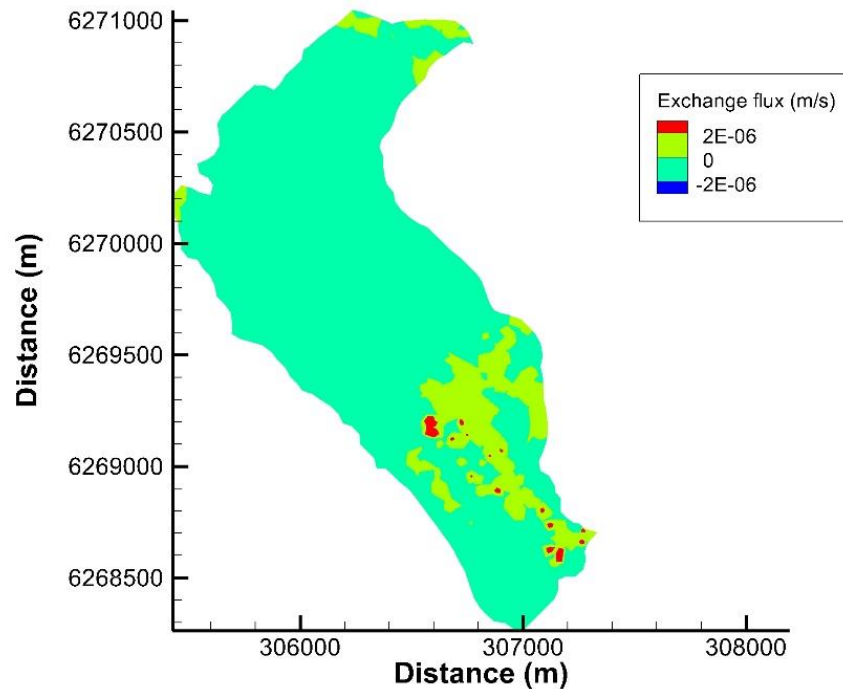 6271000
6270500
6270000
6269500
6269000
6268500
Distance (m)
306000
307000
308000
Distance (m)
Exchange flux (m/s)
2E-06
0
-2E-06